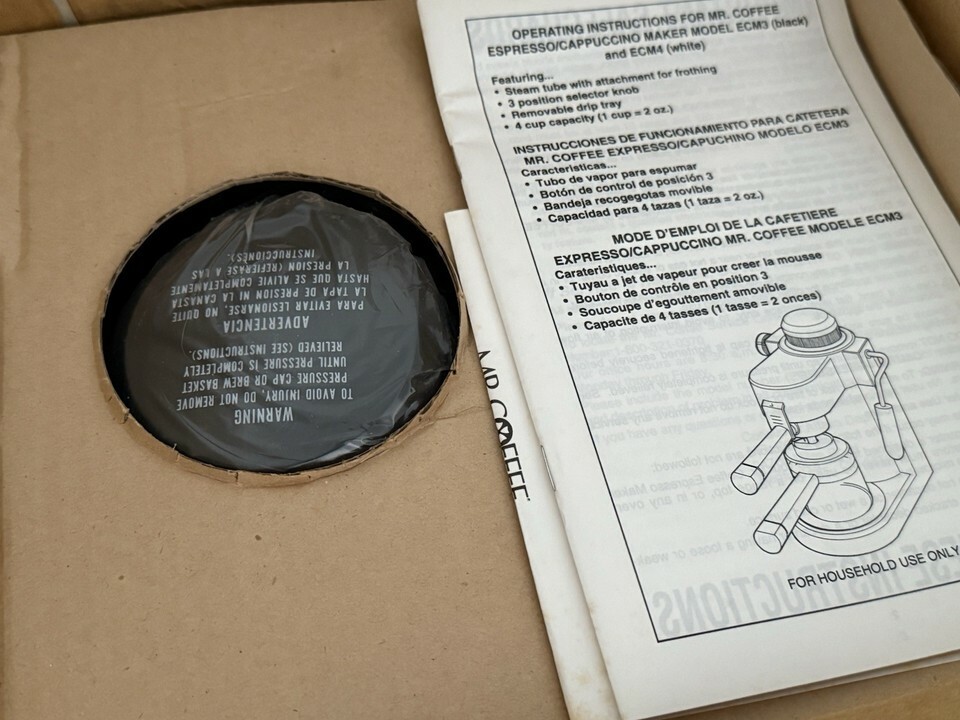 OPERATING INSTRUCTIONS FOR MR. COFFEE
ESPRESSO/CAPPUCCINO MAKER MODEL ECM3 (black)
and ECM4 (white)
Featuring...
• Steam tube with attachment for frothing
• 3 position selector knob
• Removable drip tray
• 4 cup capacity (1 cup = 2 oz.)
INSTRUCCIONES DE FUNCIONAMIENTO PARA CAFETERA
MR. COFFEE EXPRESSO/CAPUCHINO MODELO ECM3
Caracteristicas...
• Tubo de vapor para espumar
• Botón de control de posición 3
• Bandeja recogegotas movible
• Capacidad para 4 tazas (1 taza = 2 oz.)
MODE D'EMPLOI DE LA CAFETIERE
EXPRESSO/CAPPUCCINO MR. COFFEE MODELE ECM3
Carateristiques...
• Tuyau a jet de vapeur pour creer la mousse
• Bouton de contrôle en position 3
• Soucoupe d'egouttement amovible
• Capacite de 4 tasses (1 tasse = 2 onces)
FOR HOUSEHOLD USE ONLY
MR. COFFEE
WARNING
TO AVOID INJURY, DO NOT REMOVE
PRESSURE CAP OR BREW BASKET
UNTIL PRESSURE IS COMPLETELY
RELIEVED (SEE INSTRUCTIONS).
ADVERTENCIA
PARA EVITAR LESIONARSE, NO QUITE
LA TAPA DE PRESION NI LA CANASTA
HASTA QUE SE ALIVIE COMPLETAMENTE
LA PRESION (REFIERASE A LAS
INSTRUCCIONES).